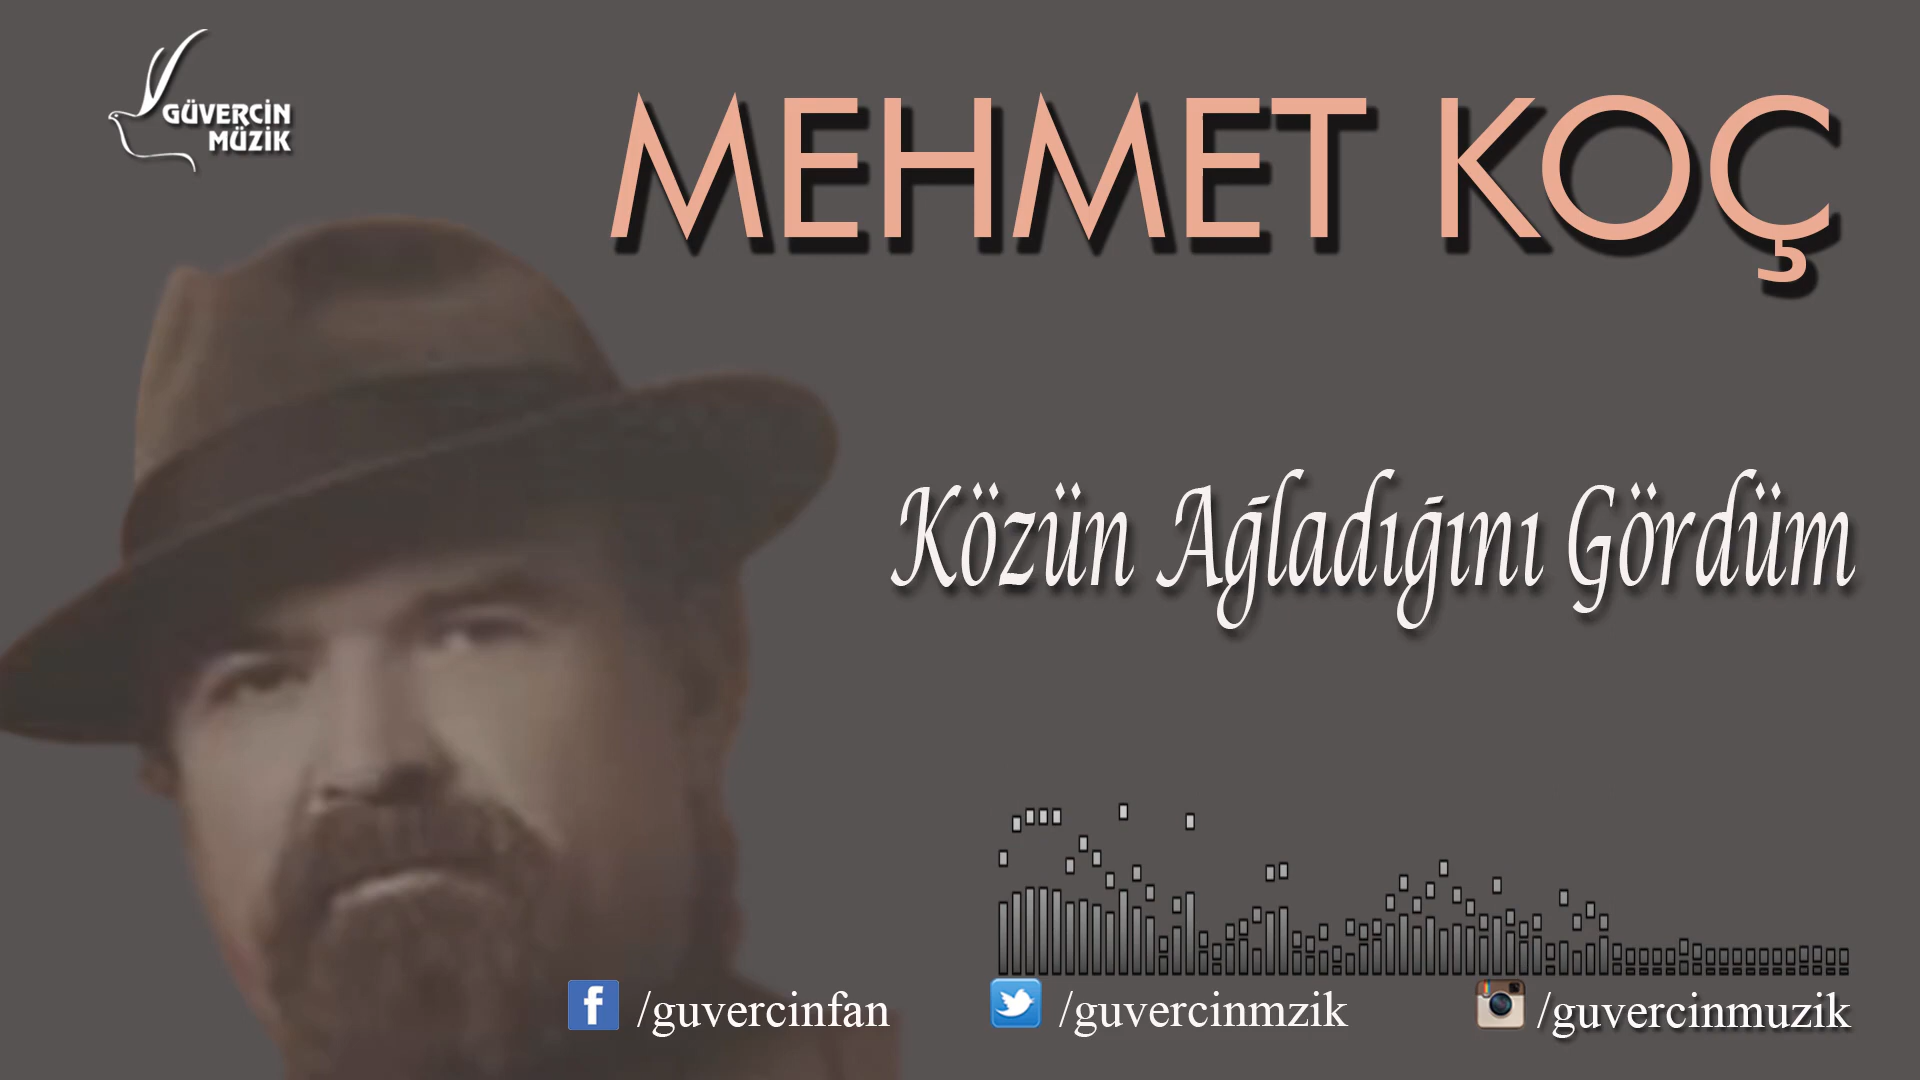 GÜVERCİN
MÜZİK
MEHMET KOÇ
Közün Ağladığını Gördüm
/guvercinfan
/guvercinmzik
/guvercinmuzik